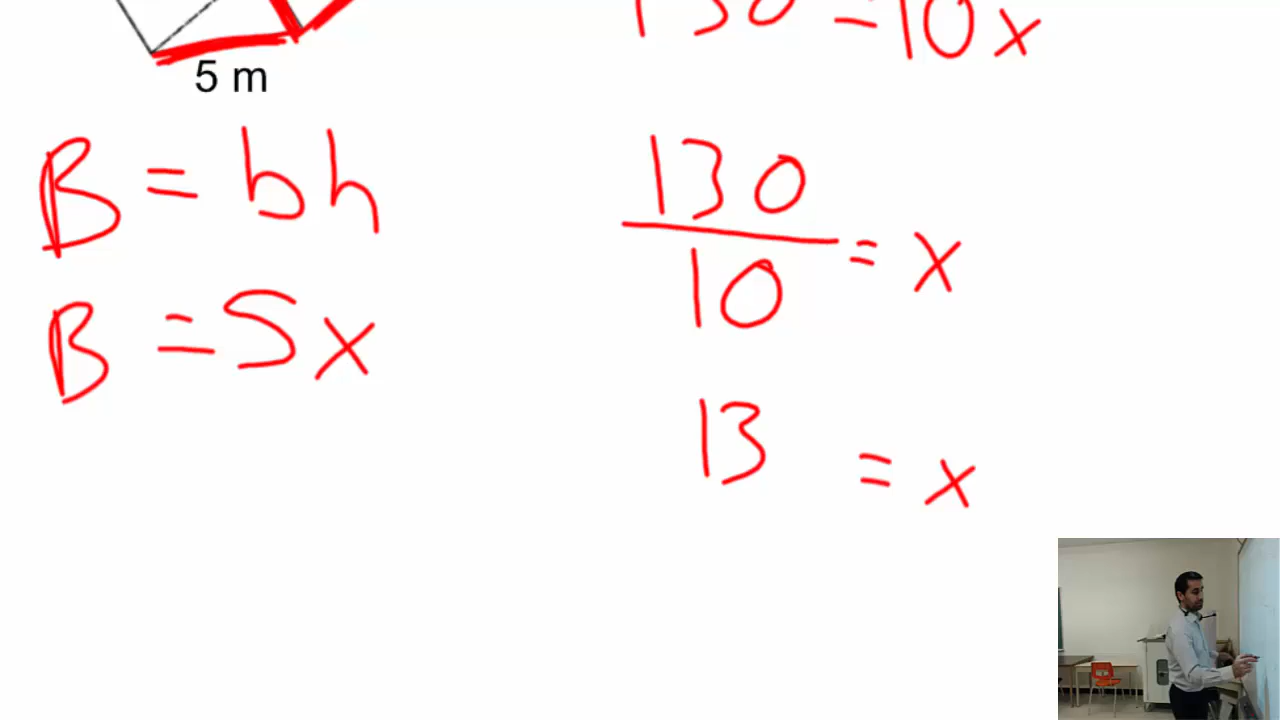 5 m
B = bh
B = 5x
130 = 10x
130
10
= x
13 = x